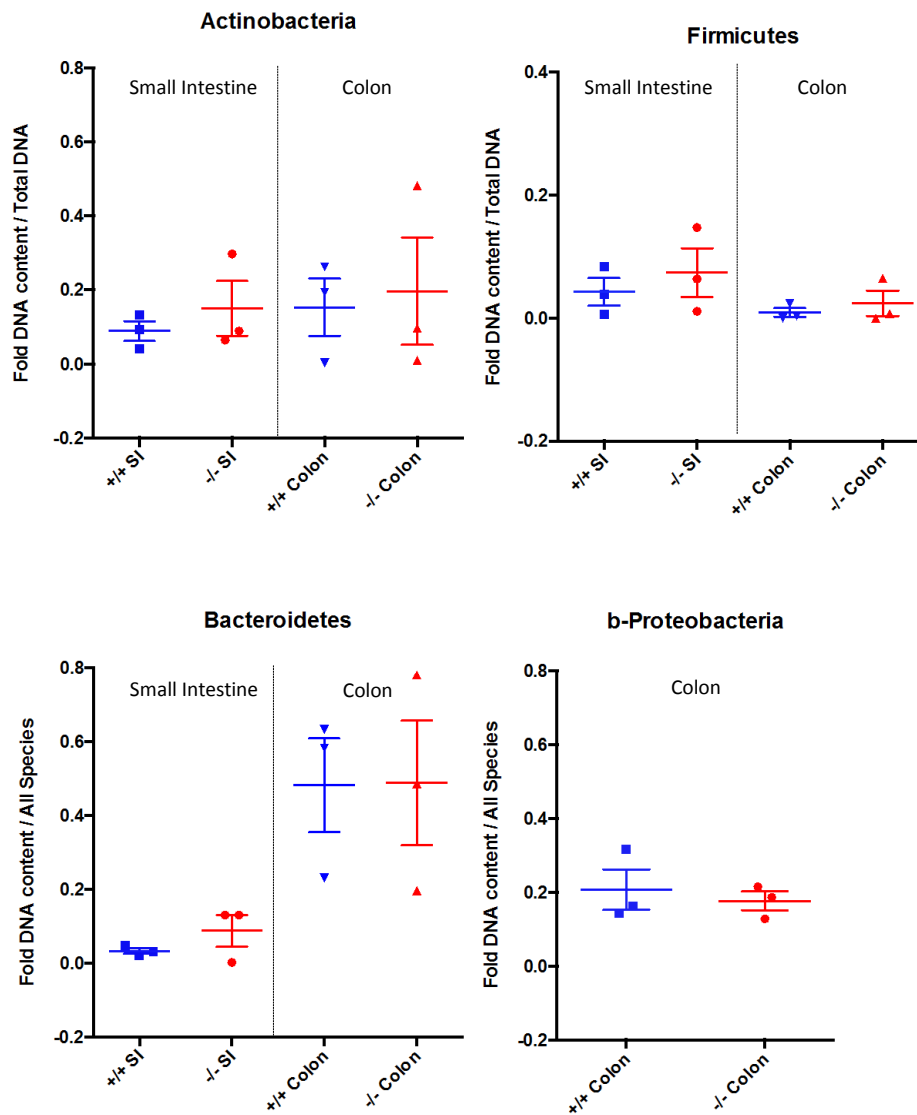 Actinobacteria
Small Intestine
Colon
Fold DNA content / Total DNA
0.8
0.6
0.4
0.2
0.0
-0.2
+/+ SI
-/- SI
+/+ Colon
-/- Colon
Firmicutes
Small Intestine
Colon
Fold DNA content / Total DNA
0.4
0.2
0.0
-0.2
+/+ SI
-/- SI
+/+ Colon
-/- Colon
Bacteroidetes
Small Intestine
Colon
Fold DNA content / All Species
0.8
0.6
0.4
0.2
0.0
-0.2
+/+ SI
-/- SI
+/+ Colon
-/- Colon
b-Proteobacteria
Colon
Fold DNA content / All Species
0.8
0.6
0.4
0.2
0.0
-0.2
+/+ Colon
-/- Colon